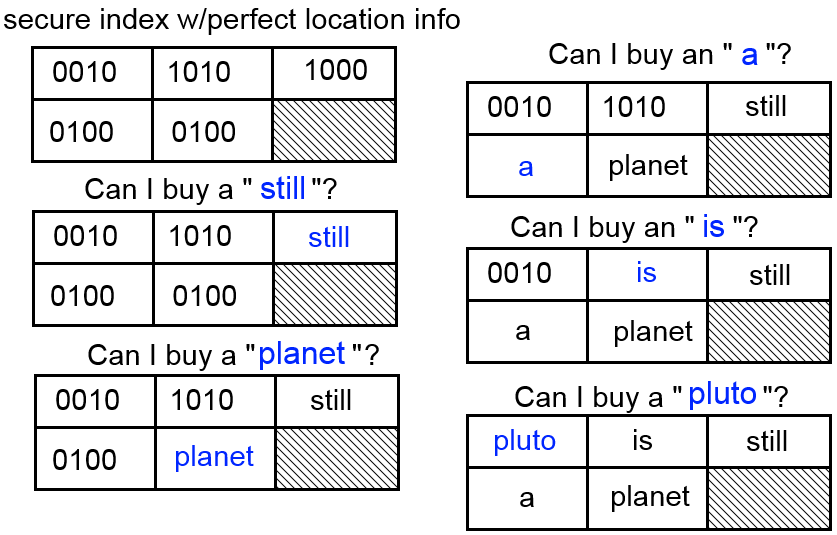 secure index w/perfect location info
0010 1010 1000
0100 0100
Can I buy a " still "?
0010 1010 still
0100 0100
Can I buy a "planet "?
0010 1010 still
0100 planet
Can I buy an " a "?
0010 1010 still
a planet
Can I buy an " is "?
0010 is still
a planet
Can I buy a " pluto "?
pluto is still
a planet